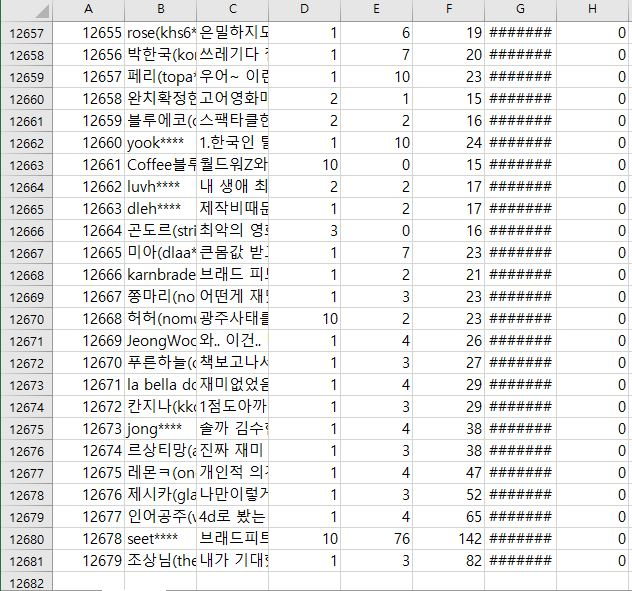 A B C D E F G H
12657 12655 rose(khs6* 은밀하지도 1 6 19 ####### 0
12658 12656 박한국(ko 쓰레기다 1 7 20 ####### 0
12659 12657 페리(topa* 우어~ 이런 1 10 23 ####### 0
12660 12658 완치확정한 고어영화마 2 1 15 ####### 0
12661 12659 블루에코(c 스팩타클한 2 2 16 ####### 0
12662 12660 yook**** 1.한국인 1 10 24 ####### 0
12663 12661 Coffee블루 월드워Z와 10 0 15 ####### 0
12664 12662 luvh**** 내 생애 최 2 2 17 ####### 0
12665 12663 dleh**** 제작비때문 1 2 17 ####### 0
12666 12664 곤도르(stri 최악의 영화 3 0 16 ####### 0
12667 12665 미아(dlaa* 큰몸값 받고 1 7 23 ####### 0
12668 12666 karnbrade 브래드 피트 1 2 21 ####### 0
12669 12667 쫑마리(no 어떤게 재밌 1 3 23 ####### 0
12670 12668 허허(nomu 광주사태를 10 2 23 ####### 0
12671 12669 JeongWoo 와.. 이건.. 1 4 26 ####### 0
12672 12670 푸른하늘(c 책보고나서 1 3 27 ####### 0
12673 12671 la bella do 재미없었음 1 4 29 ####### 0
12674 12672 칸지나(kkc 1점도아까 1 3 29 ####### 0
12675 12673 jong**** 솔까 김수현 1 4 38 ####### 0
12676 12674 르상티망(a 진짜 재미 1 3 38 ####### 0
12677 12675 레몬ㅋ(on 개인적 의견 1 4 47 ####### 0
12678 12676 제시카(gla 나만이렇게 1 3 52 ####### 0
12679 12677 인어공주(v 4d로 봤는 1 4 65 ####### 0
12680 12678 seet**** 브래드피트 10 76 142 ####### 0
12681 12679 조상님(the 내가 기대했 1 3 82 ####### 0
12682